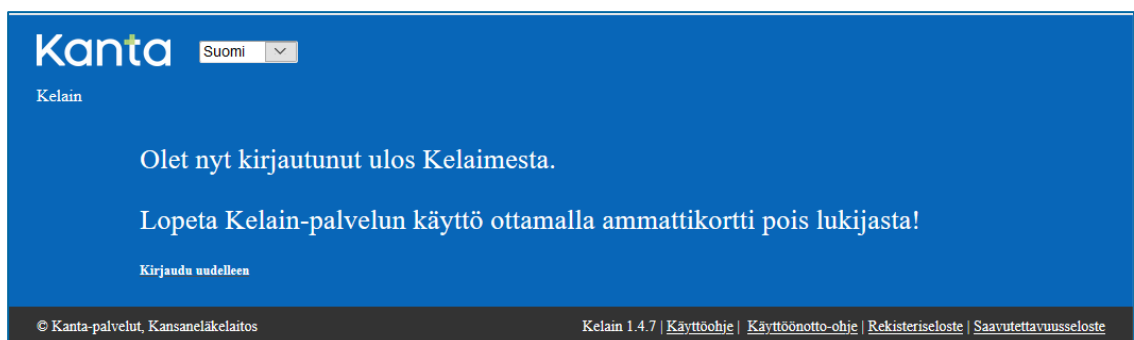 Kanta Suomi
Kelain
Olet nyt kirjautunut ulos Kelaimesta.
Lopeta Kelain-palvelun käyttö ottamalla ammattikortti pois lukijasta!
Kirjaudu uudelleen
© Kanta-palvelut, Kansaneläkelaitos Kelain 1.4.7 | Käyttöohje | Käyttöönotto-ohje | Rekisteriseloste | Saavutettavuusseloste